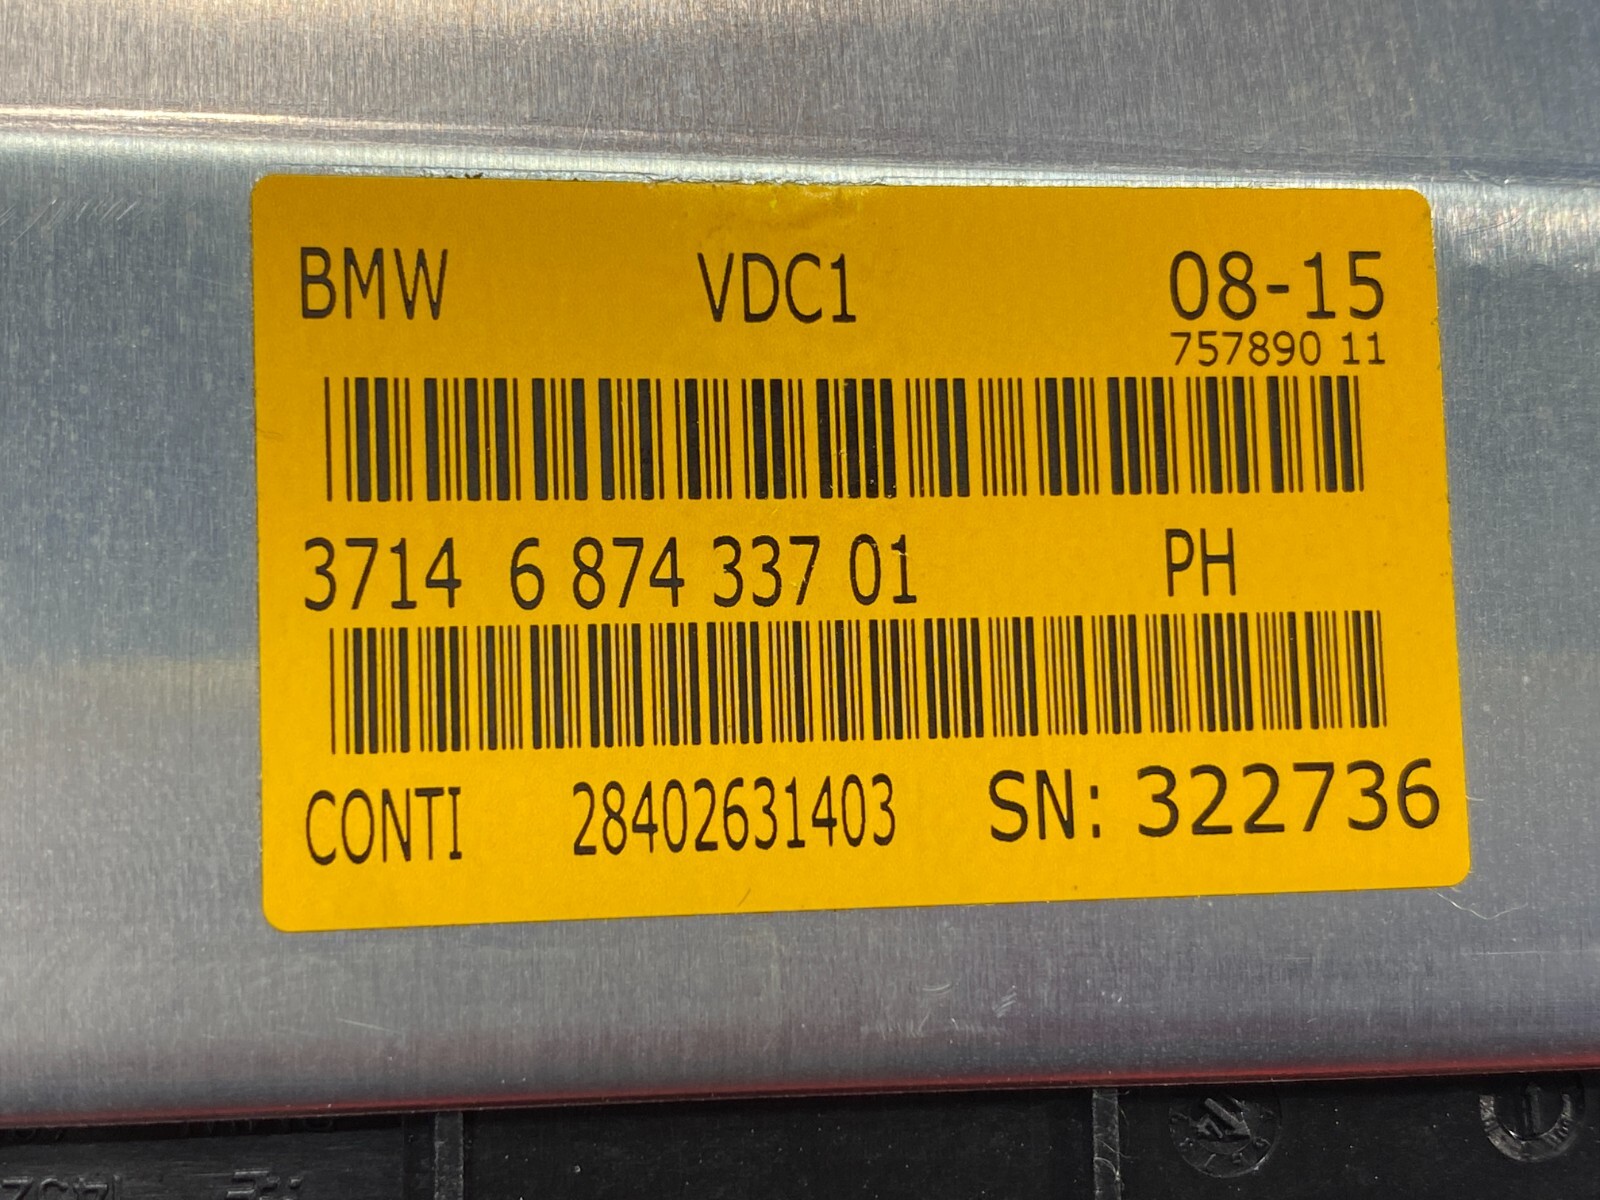 BMW VDC1 08-15
757890 11
3714 6 874 337 01 PH
CONTI 28402631403 SN: 322736